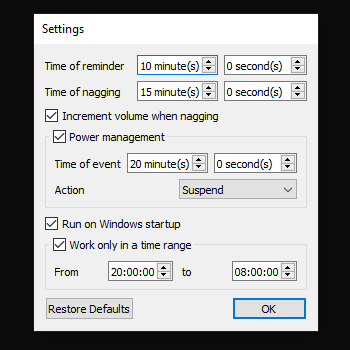 Settings
Time of reminder 10 minute(s) 0 second(s)
Time of nagging 15 minute(s) 0 second(s)
Increment volume when nagging
Power management
Time of event 20 minute(s) 0 second(s)
Action Suspend
Run on Windows startup
Work only in a time range
From 20:00:00 to 08:00:00
Restore Defaults OK